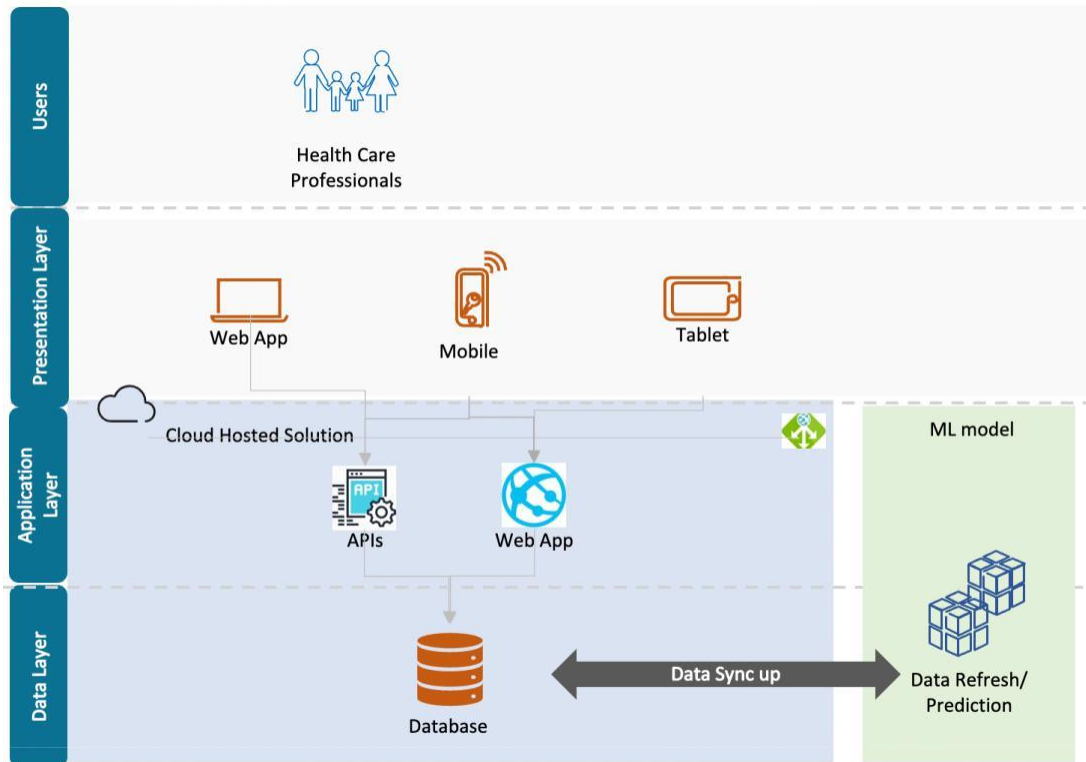 Users
Health Care
Professionals
Presentation Layer
Web App
Mobile
Tablet
Application
Layer
Cloud Hosted Solution
ML model
API
APIs
Web App
Data Layer
Database
Data Sync up
Data Refresh/
Prediction